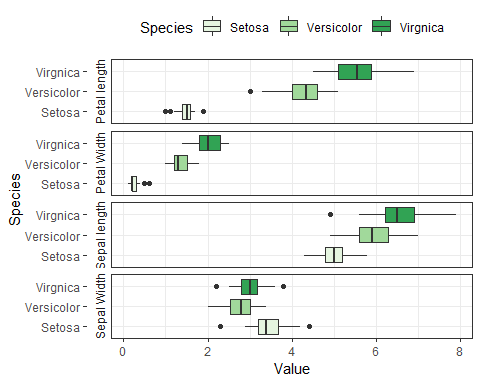 Species Setosa Versicolor Virgnica
Species
Petal length
Virgnica
Versicolor
Setosa
Petal Width
Virgnica
Versicolor
Setosa
Sepal length
Virgnica
Versicolor
Setosa
Sepal Width
Virgnica
Versicolor
Setosa
0 2 4 6
Value